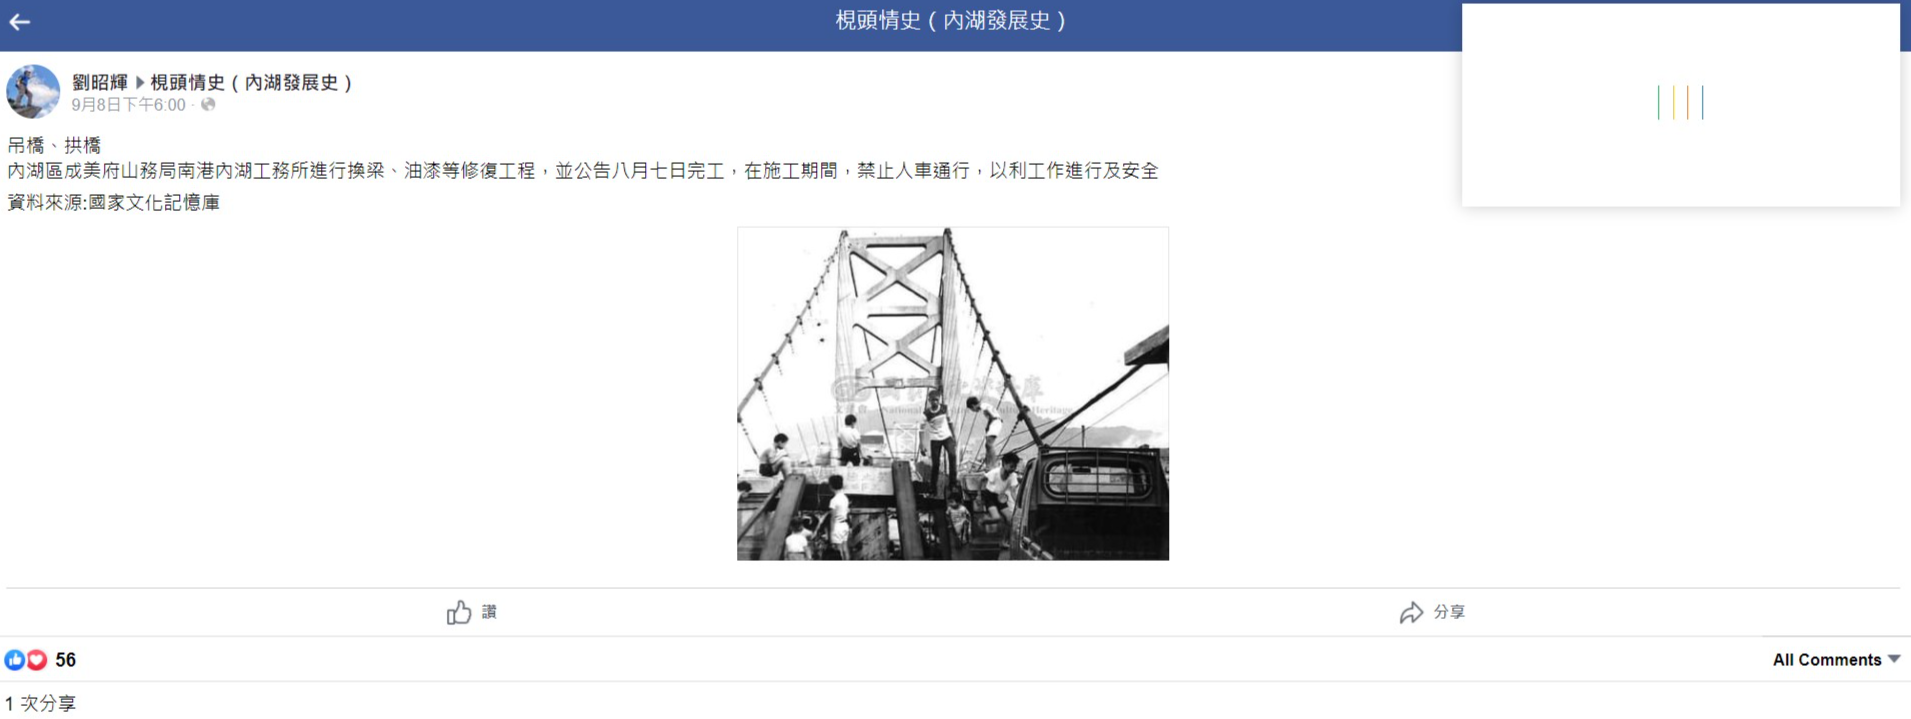 梘頭情史（內湖發展史）
劉昭輝 ▶ 梘頭情史（內湖發展史）
9月8日下午6:00 ·
吊橋、拱橋
內湖區成美府山務局南港內湖工務所進行換梁、油漆等修復工程，並公告八月七日完工，在施工期間，禁止人車通行，以利工作進行及安全
資料來源:國家文化記憶庫
讚
分享
56
All Comments
1 次分享